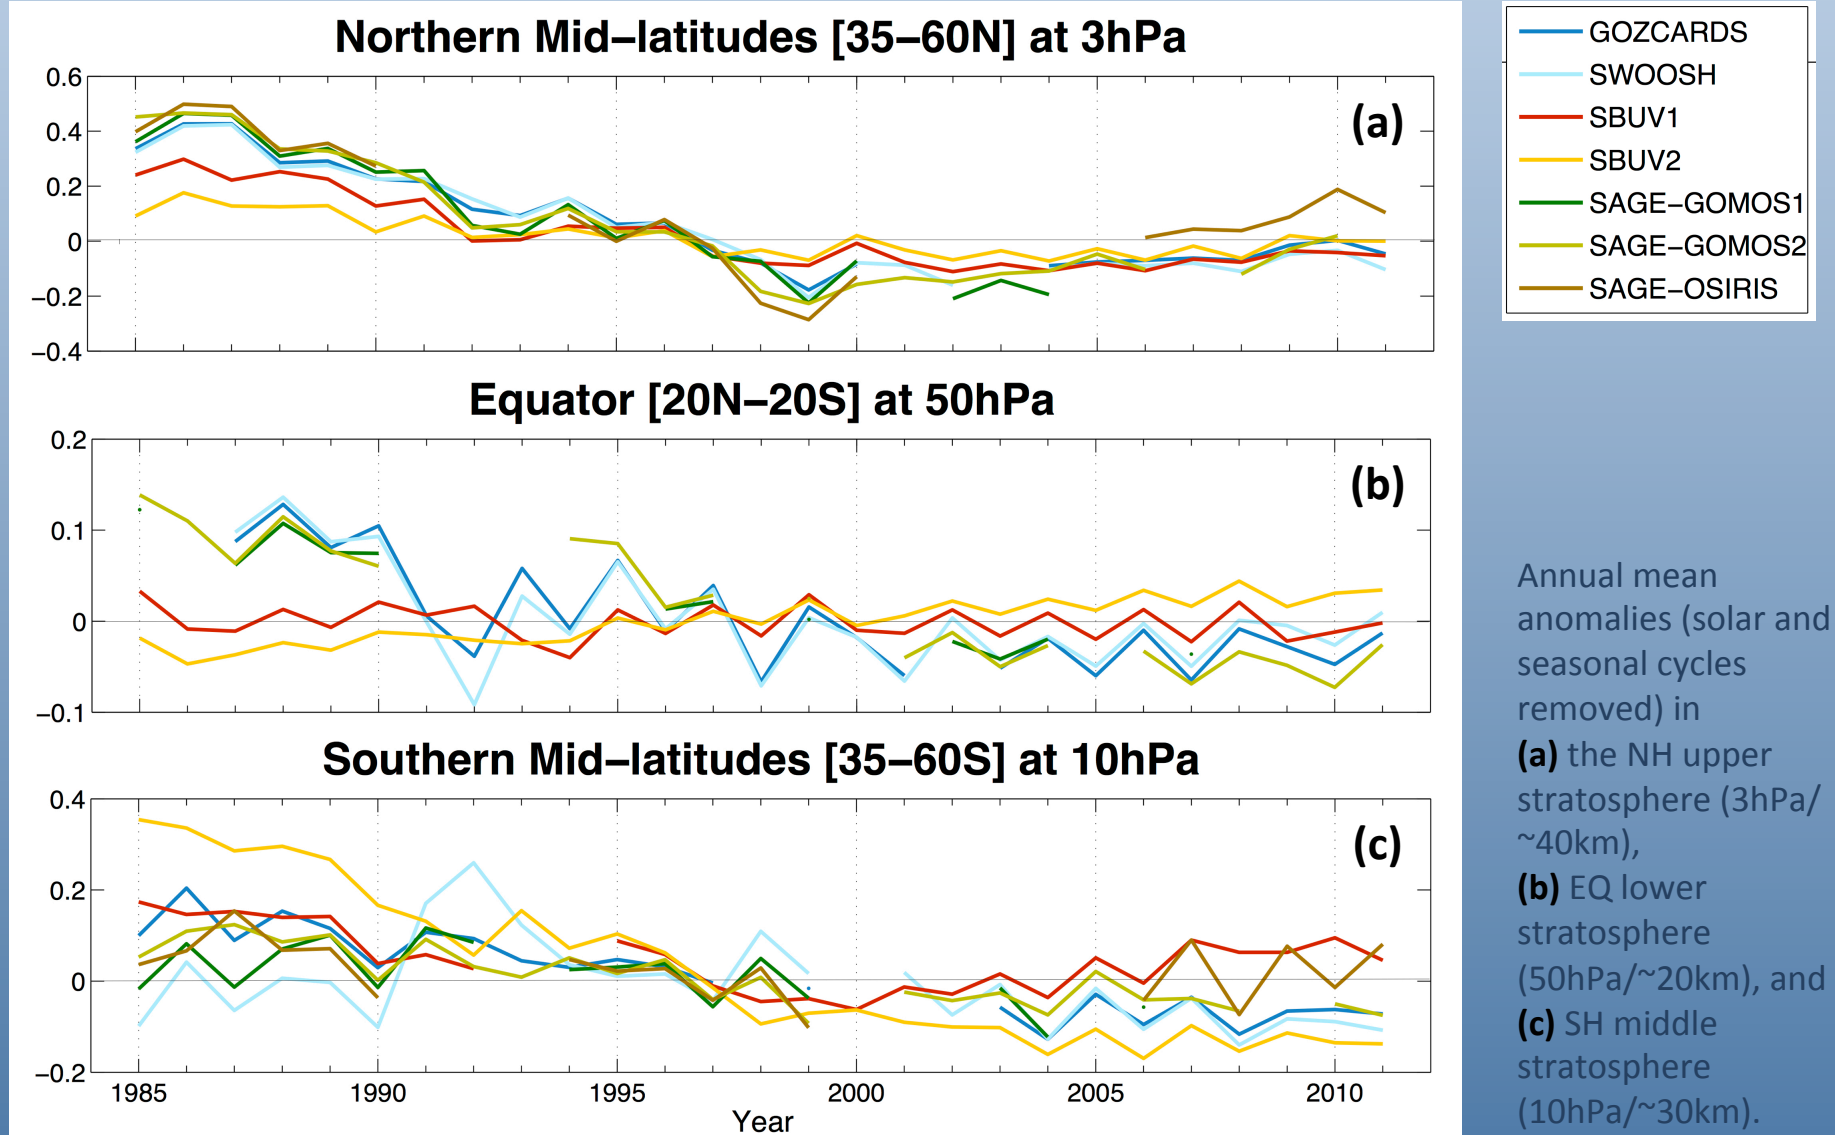 Northern Mid−latitudes [35−60N] at 3hPa
0.6
0.4
0.2
0
−0.2
−0.4
(a)
Equator [20N−20S] at 50hPa
0.2
0.1
0
−0.1
(b)
Southern Mid−latitudes [35−60S] at 10hPa
0.4
0.2
0
−0.2
(c)
1985 1990 1995 2000 2005 2010
Year
GOZCARDS
SWOOSH
SBUV1
SBUV2
SAGE−GOMOS1
SAGE−GOMOS2
SAGE−OSIRIS
Annual mean
anomalies (solar and
seasonal cycles
removed) in
(a) the NH upper
stratosphere (3hPa/
~40km),
(b) EQ lower
stratosphere
(50hPa/~20km), and
(c) SH middle
stratosphere
(10hPa/~30km).